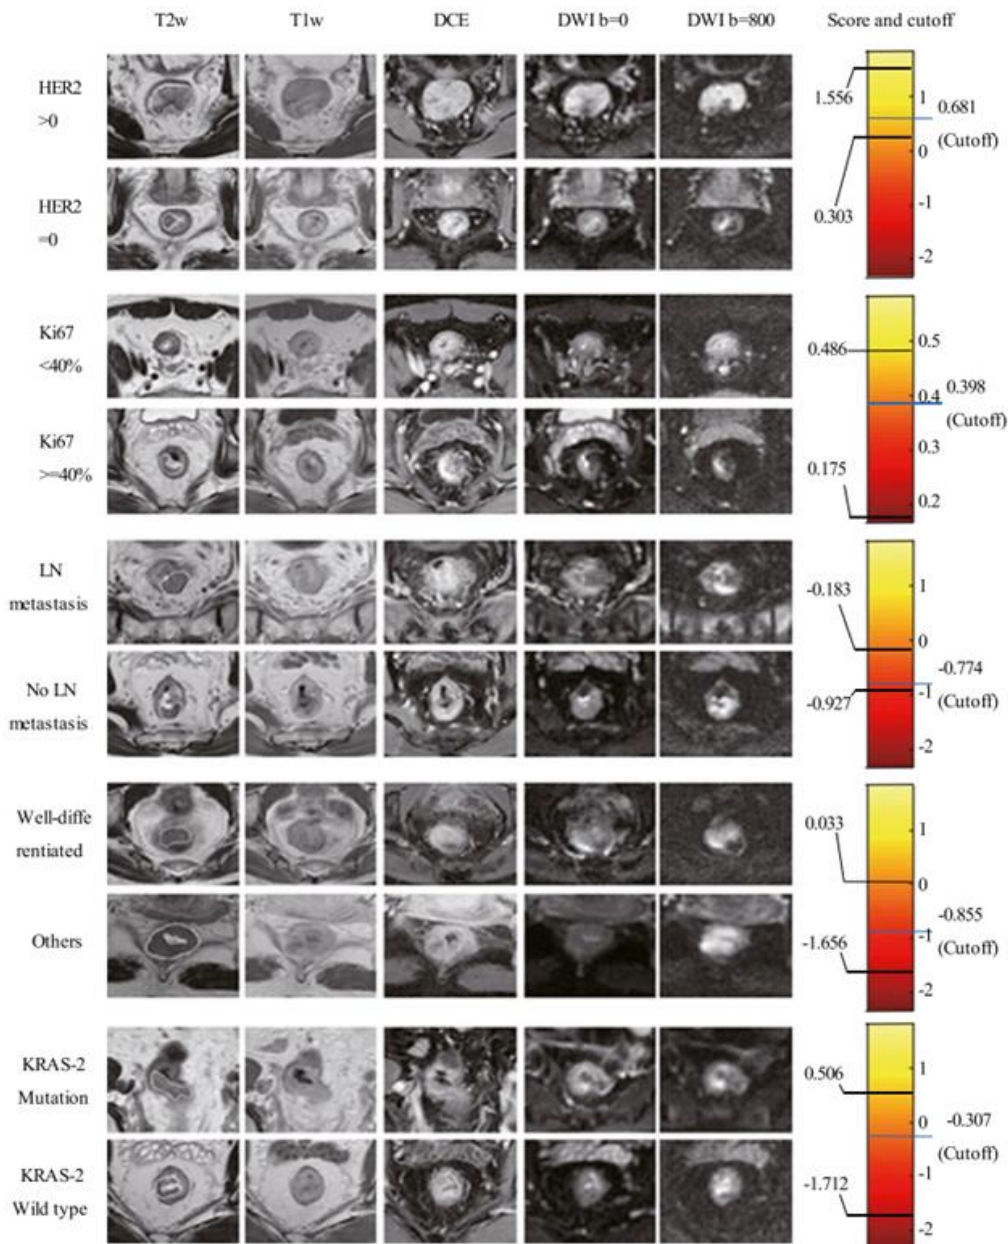 T2w T1w DCE DWI b=0 DWI b=800 Score and cutoff
HER2
>0
1.556
1
0.681
(Cutoff)
0
HER2
=0
0.303
-1
-2
Ki67
<40%
0.486
0.5
0.4
0.398
(Cutoff)
Ki67
>=40%
0.3
0.175
0.2
LN
metastasis
-0.183
1
0
-0.774
(Cutoff)
No LN
metastasis
-0.927
-1
-2
Well-diffe
rentiated
0.033
1
0
-0.855
(Cutoff)
Others
-1.656
-1
-2
KRAS-2
Mutation
0.506
1
0
-0.307
(Cutoff)
KRAS-2
Wild type
-1.712
-1
-2